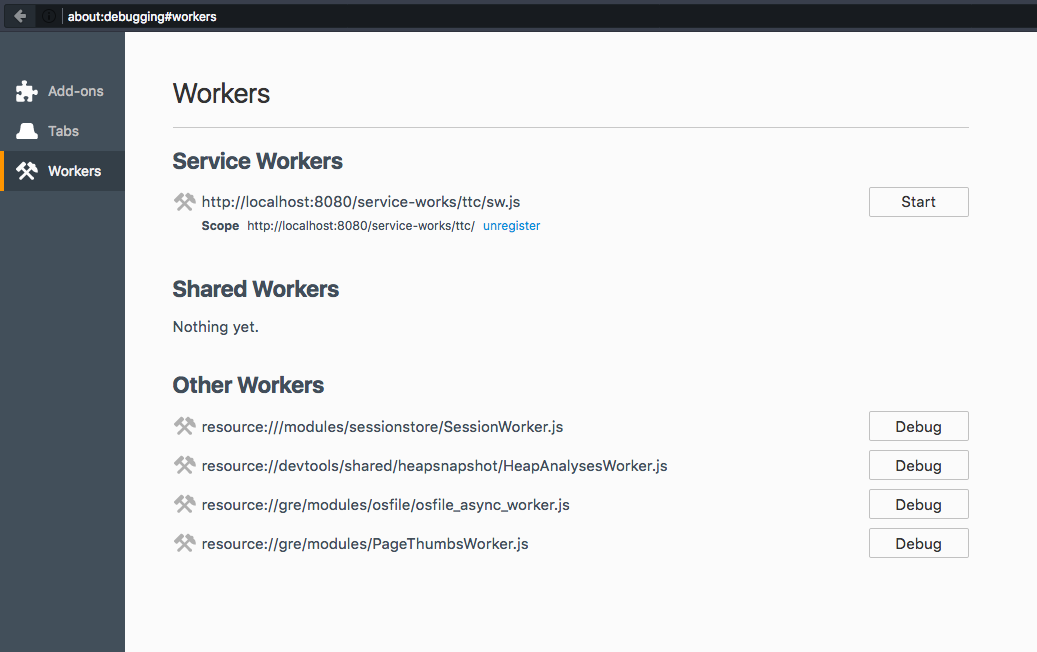 about:debugging#workers
Add-ons
Tabs
Workers
Workers
Service Workers
http://localhost:8080/service-works/ttc/sw.js Start
Scope http://localhost:8080/service-works/ttc/ unregister
Shared Workers
Nothing yet.
Other Workers
resource:///modules/sessionstore/SessionWorker.js Debug
resource://devtools/shared/heapsnapshot/HeapAnalysesWorker.js Debug
resource://gre/modules/osfile/osfile_async_worker.js Debug
resource://gre/modules/PageThumbsWorker.js Debug